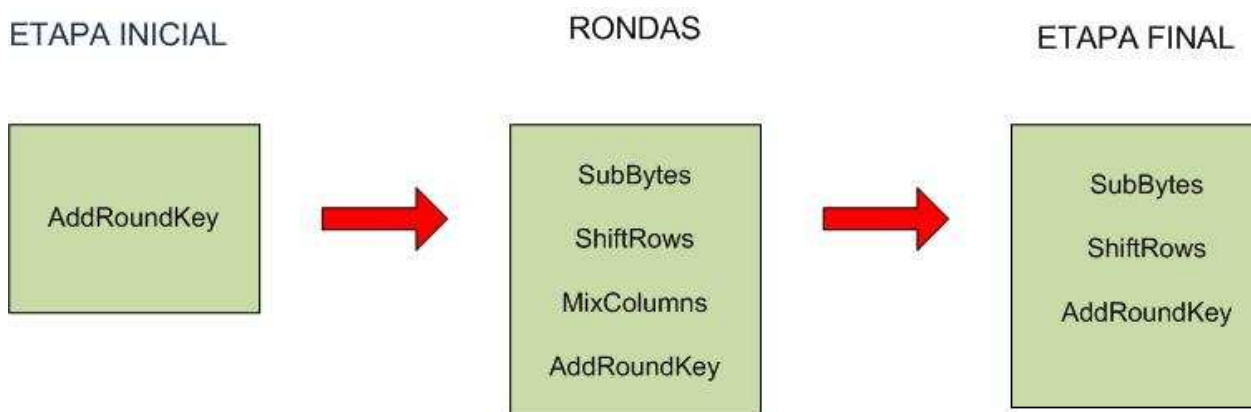 ETAPA INICIAL
RONDAS
ETAPA FINAL
AddRoundKey
SubBytes
ShiftRows
MixColumns
AddRoundKey
SubBytes
ShiftRows
AddRoundKey